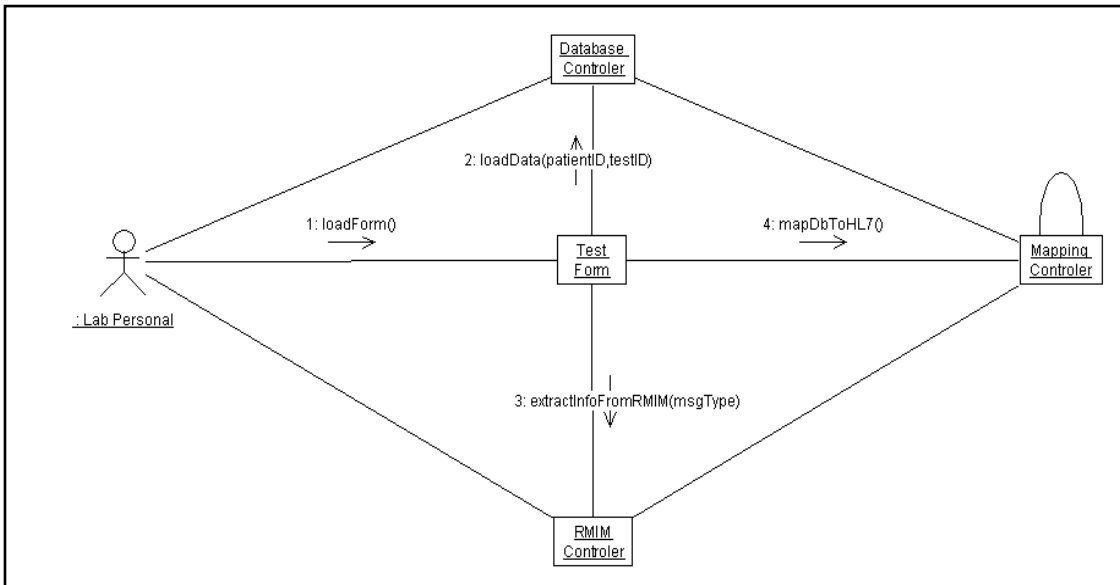 Database
Controler
2: loadData(patientID,testID)
1: loadForm()
4: mapDbToHL7()
Test
Form
Mapping
Controler
: Lab Personal
3: extractInfoFromRMIM(msgType)
RMIM
Controler